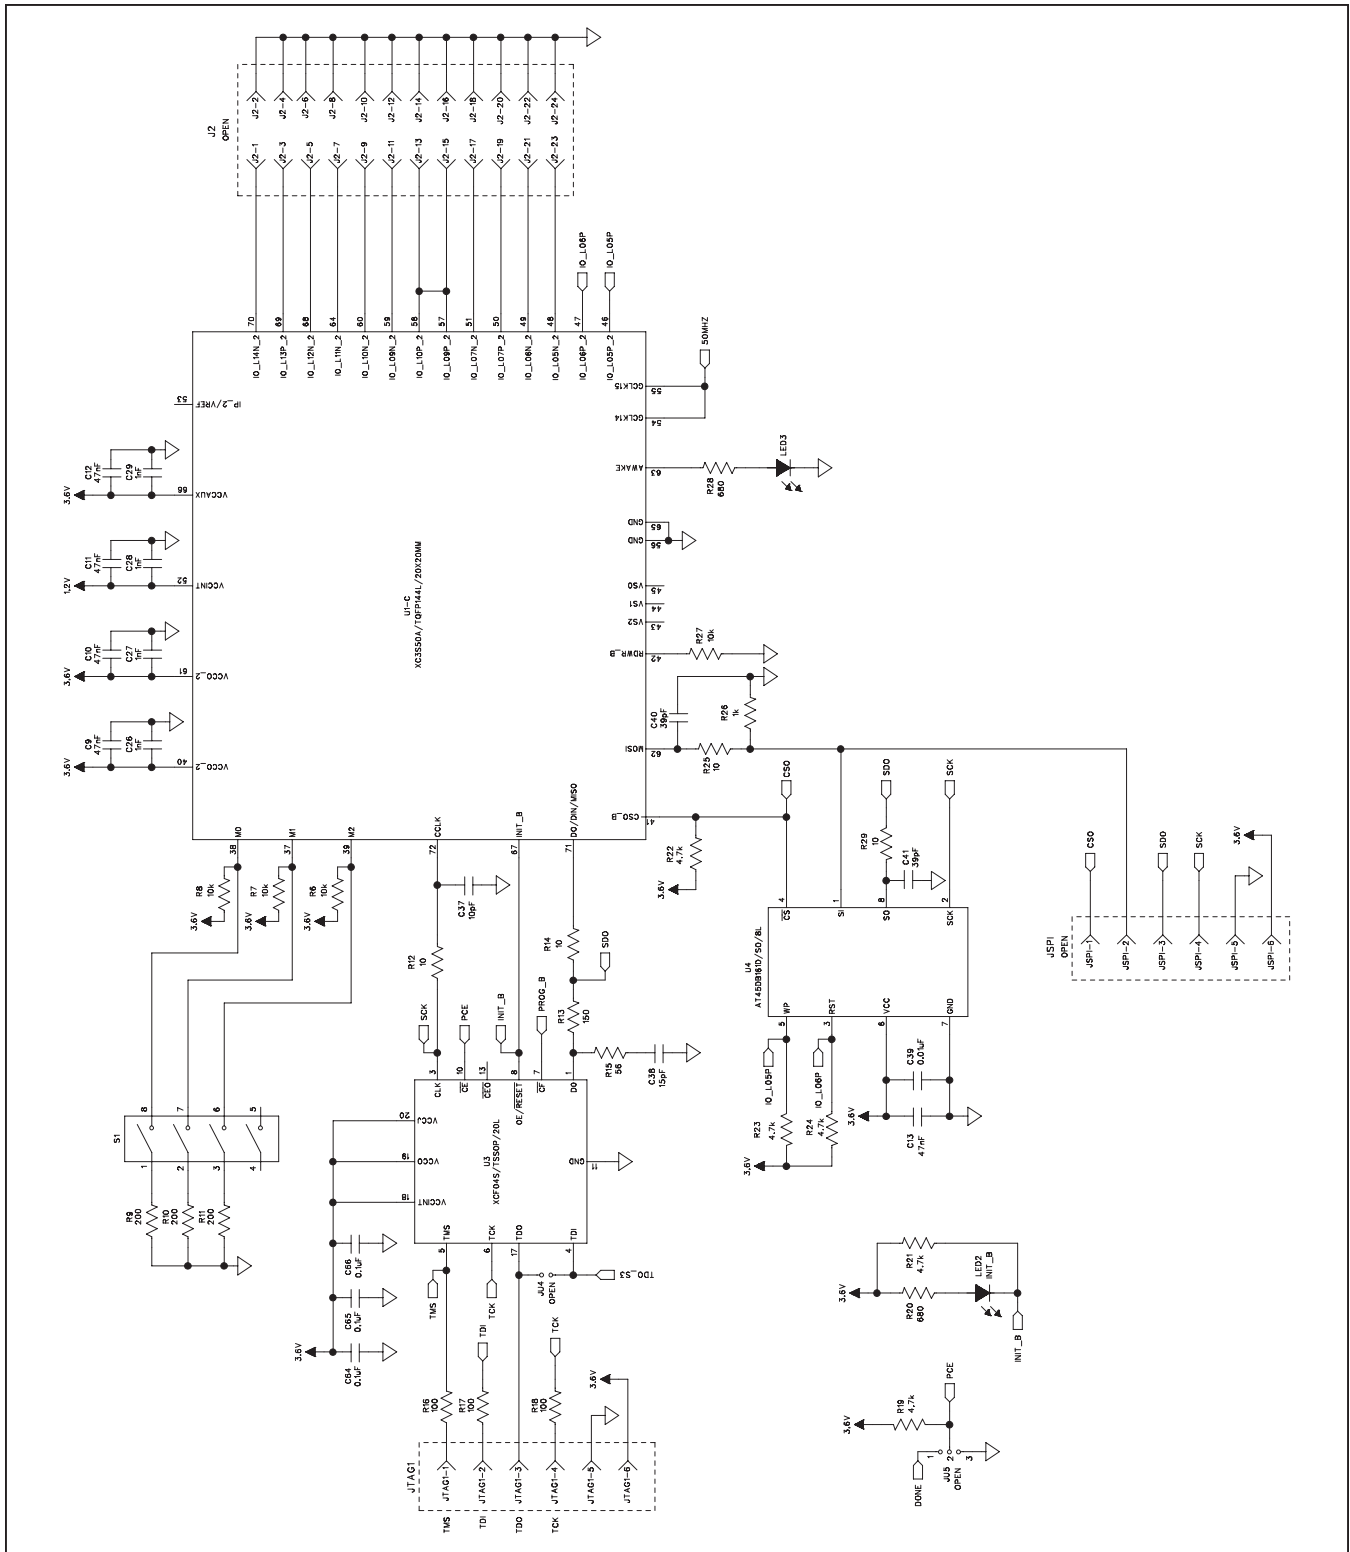 J2
OPEN
J2-2
J2-4
J2-6
J2-8
J2-10
J2-12
J2-14
J2-16
J2-18
J2-20
J2-22
J2-24
J2-1
J2-3
J2-5
J2-7
J2-9
J2-11
J2-13
J2-15
J2-17
J2-19
J2-21
J2-23
IO_L06P
IO_L05P
70
69
68
64
60
59
58
57
51
50
49
48
47
46
IO_L14N_2
IO_L13P_2
IO_L12N_2
IO_L11N_2
IO_L10N_2
IO_L09N_2
IO_L10P_2
IO_L09P_2
IO_L07N_2
IO_L07P_2
IO_L06N_2
IO_L05N_2
IO_L06P_2
IO_L05P_2
53
IP_2/VREF
3.6V
C12
47nF
C29
1nF
66
VCCAUX
1.2V
C11
47nF
C28
1nF
52
VCCINT
3.6V
C10
47nF
C27
1nF
61
VCCO_2
3.6V
C9
47nF
C26
1nF
40
VCCO_2
U1-C
XC3S50A/TQFP144L/20X20MM
GCLK15
55
GCLK14
54
50MHZ
AWAKE
63
R28
680
LED3
GND
65
GND
56
VS0
45
VS1
44
VS2
43
RDWR_B
42
R27
10k
C40
39pF
R26
1k
MOSI
62
R25
10
CSO_B
41
R22
4.7k
3.6V
CSO
M0
38
M1
37
M2
39
CCLK
72
INIT_B
67
DO/DIN/MISO
71
R8
10k
3.6V
R7
10k
3.6V
R6
10k
3.6V
C37
10pF
R12
10
R14
10
SDO
R13
150
R15
56
C38
15pF
SCK
PCE
INIT_B
PROG_B
S1
8
7
6
5
1
2
3
4
R9
200
R10
200
R11
200
3
CLK
10
CE
13
CEO
8
OE/RESET
7
CF
1
DO
20
VCCJ
19
VCCO
18
VCCINT
U3
XCF04S/TSSOP/20L
GND
11
TMS
5
TCK
6
TDO
17
TDI
4
C66
0.1uF
C65
0.1uF
C64
0.1uF
3.6V
TMS
TCK
JU4
OPEN
TDO_S3
TDI
TCK
R16
100
R17
100
R18
100
3.6V
JTAG1
JTAG1-1
JTAG1-2
JTAG1-3
JTAG1-4
JTAG1-5
JTAG1-6
TMS
TDI
TDO
TCK
SDO
SCK
R29
10
C41
39pF
4
CS
1
SI
8
SO
2
SCK
U4
AT45DB161D/SO/8L
WP
5
RST
3
VCC
6
GND
7
IO_L05P
IO_L06P
R23
4.7k
R24
4.7k
3.6V
3.6V
C39
0.01uF
C13
47nF
CSO
SDO
SCK
3.6V
JSPI
OPEN
JSPI-1
JSPI-2
JSPI-3
JSPI-4
JSPI-5
JSPI-6
3.6V
R21
4.7k
R20
680
LED2
INIT_B
INIT_B
3.6V
R19
4.7k
PCE
DONE
1
2
3
JU5
OPEN